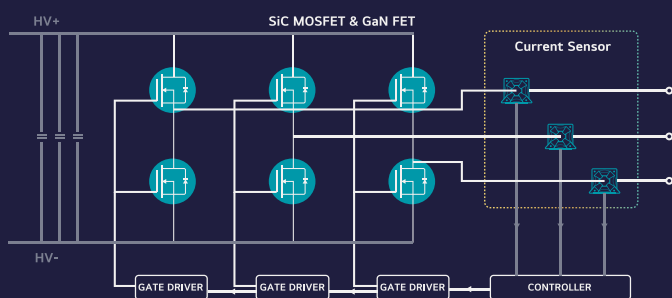 HV+
SiC MOSFET & GaN FET
Current Sensor
HV-
GATE DRIVER
GATE DRIVER
GATE DRIVER
CONTROLLER